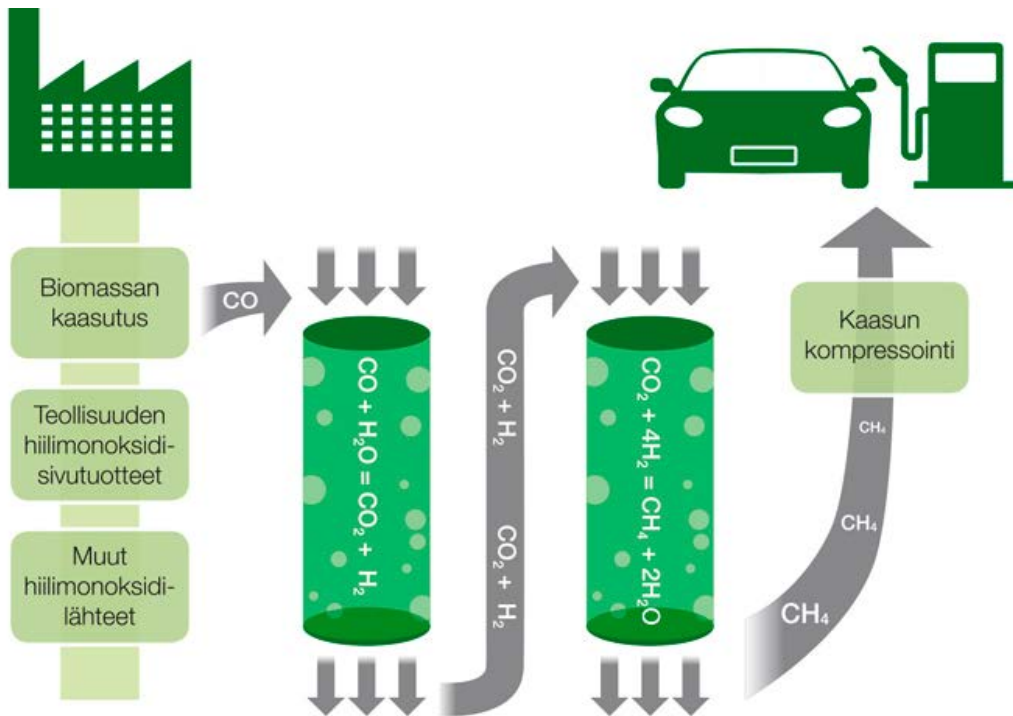 Biomassan
kaasutus
Teollisuuden
hiilimonoksidi-
sivutuotteet
Muut
hiilimonoksidi-
lähteet
CO
CO + H₂O = CO₂ + H₂
CO₂ + H₂
CO₂ + H₂
CO₂ + 4H₂ = CH₄ + 2H₂O
CH₄
CH₄
CH₄
Kaasun
kompressointi